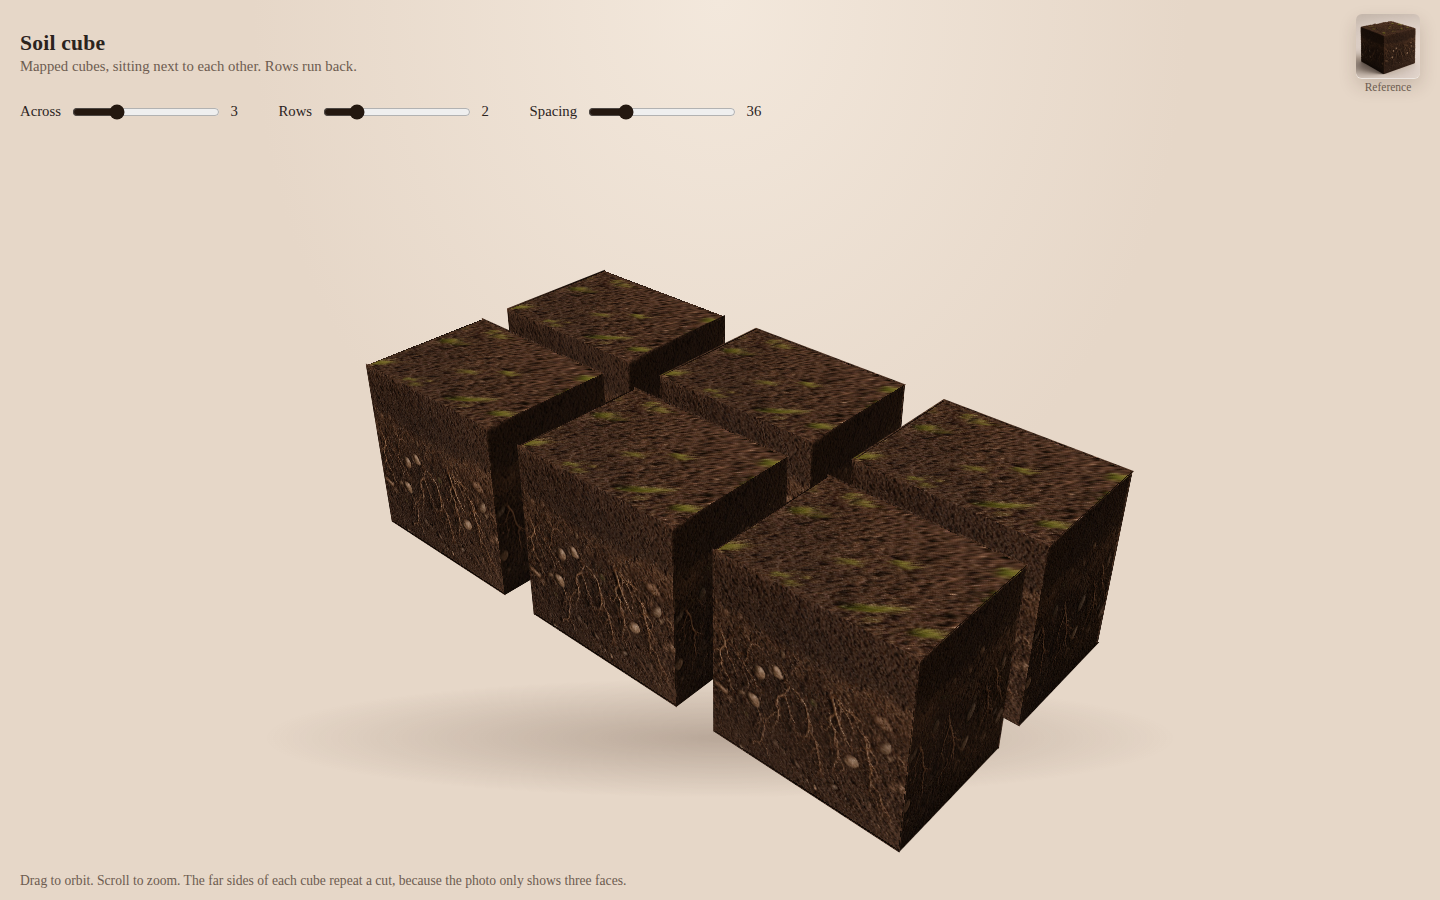 Soil cube
Mapped cubes, sitting next to each other. Rows run back.
Across 3 Rows 2 Spacing 36
Reference
Drag to orbit. Scroll to zoom. The far sides of each cube repeat a cut, because the photo only shows three faces.